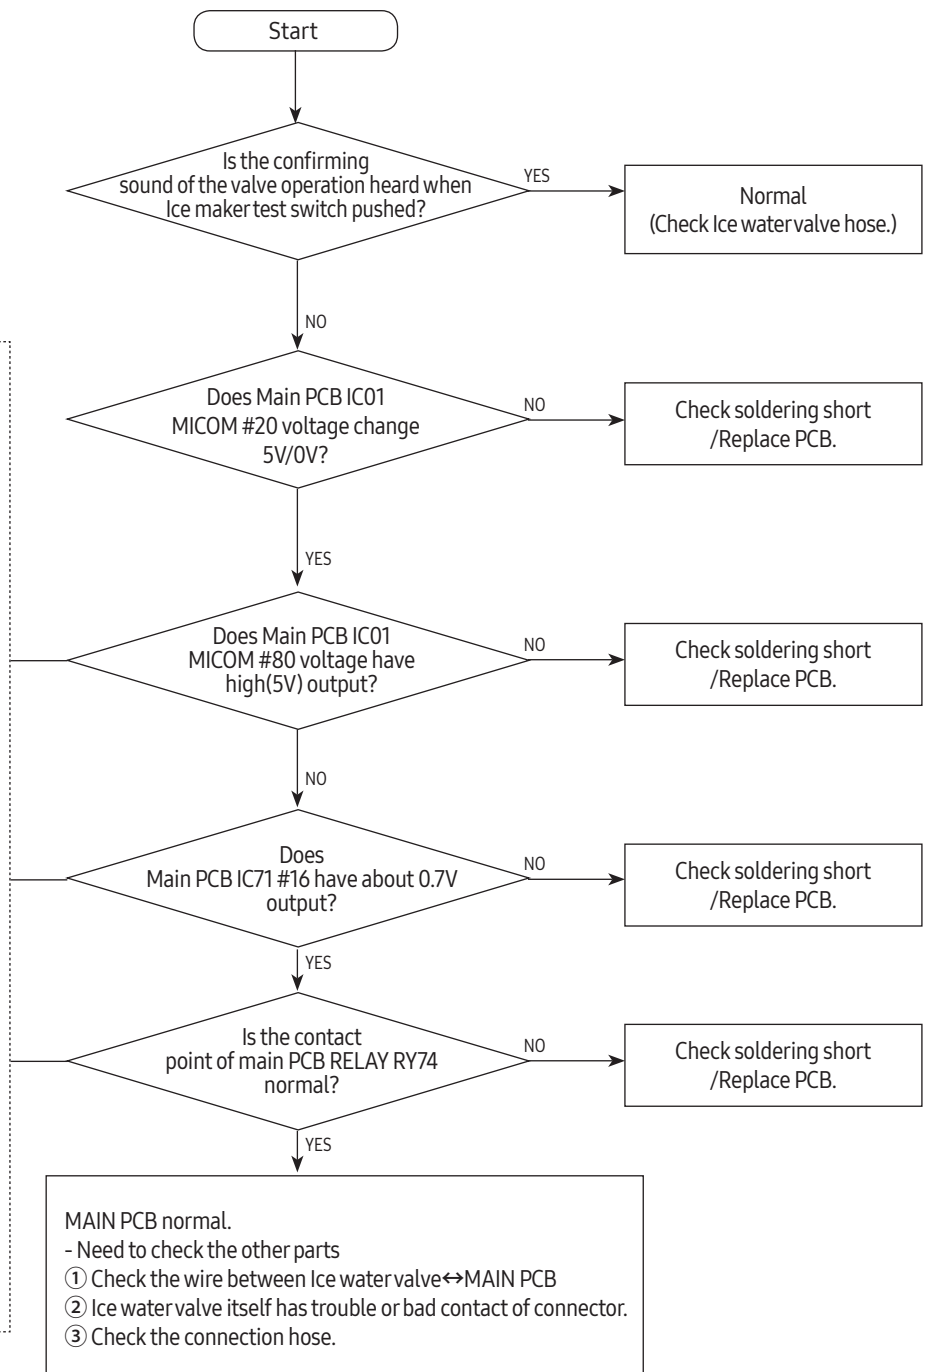 Start
Is the confirming
sound of the valve operation heard when
Ice maker test switch pushed?
YES
Normal
(Check Ice water valve hose.)
NO
Does Main PCB IC01
MICOM #20 voltage change
5V/0V?
NO
Check soldering short
/Replace PCB.
YES
Does Main PCB IC01
MICOM #80 voltage have
high(5V) output?
NO
Check soldering short
/Replace PCB.
NO
Does
Main PCB IC71 #16 have about 0.7V
output?
NO
Check soldering short
/Replace PCB.
YES
Is the contact
point of main PCB RELAY RY74
normal?
NO
Check soldering short
/Replace PCB.
YES
MAIN PCB normal.
- Need to check the other parts
① Check the wire between Ice water valve↔MAIN PCB
② Ice water valve itself has trouble or bad contact of connector.
③ Check the connection hose.